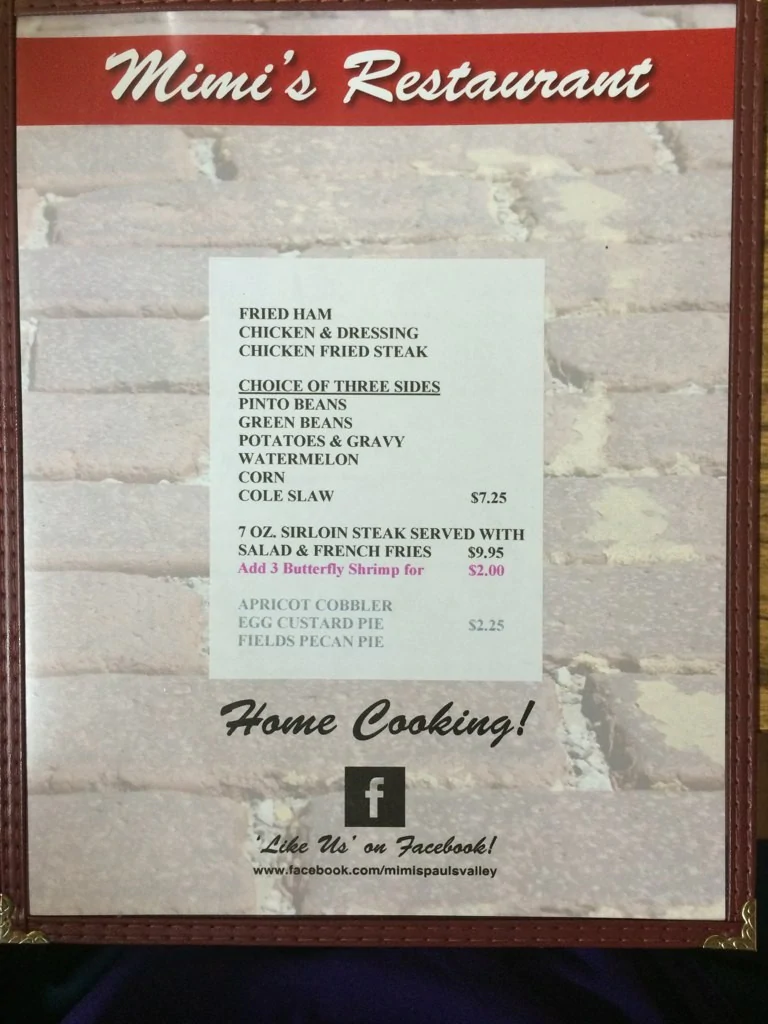 Mimi's Restaurant
FRIED HAM
CHICKEN & DRESSING
CHICKEN FRIED STEAK
CHOICE OF THREE SIDES
PINTO BEANS
GREEN BEANS
POTATOES & GRAVY
WATERMELON
CORN
COLE SLAW $7.25
7 OZ. SIRLOIN STEAK SERVED WITH
SALAD & FRENCH FRIES $9.95
Add 3 Butterfly Shrimp for $2.00
APRICOT COBBLER
EGG CUSTARD PIE $2.25
FIELDS PECAN PIE
Home Cooking!
f
'Like Us' on Facebook!
www.facebook.com/mimispaulsvalley